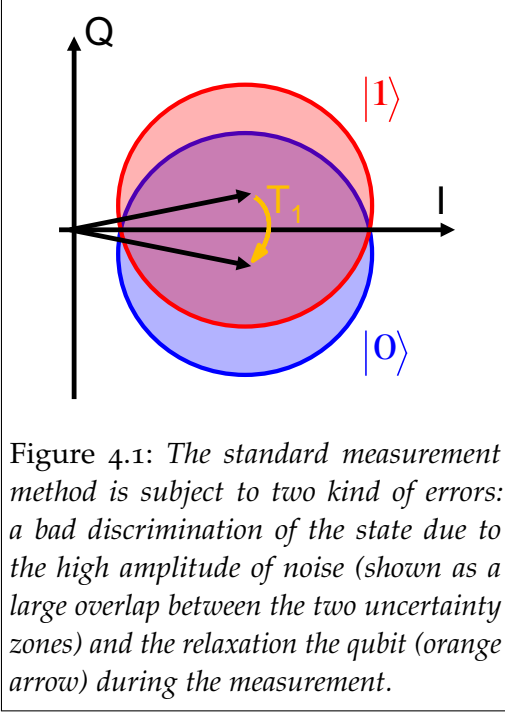 Q
|1⟩
T₁
I
|0⟩
Figure 4.1: The standard measurement
method is subject to two kind of errors:
a bad discrimination of the state due to
the high amplitude of noise (shown as a
large overlap between the two uncertainty
zones) and the relaxation the qubit (orange
arrow) during the measurement.